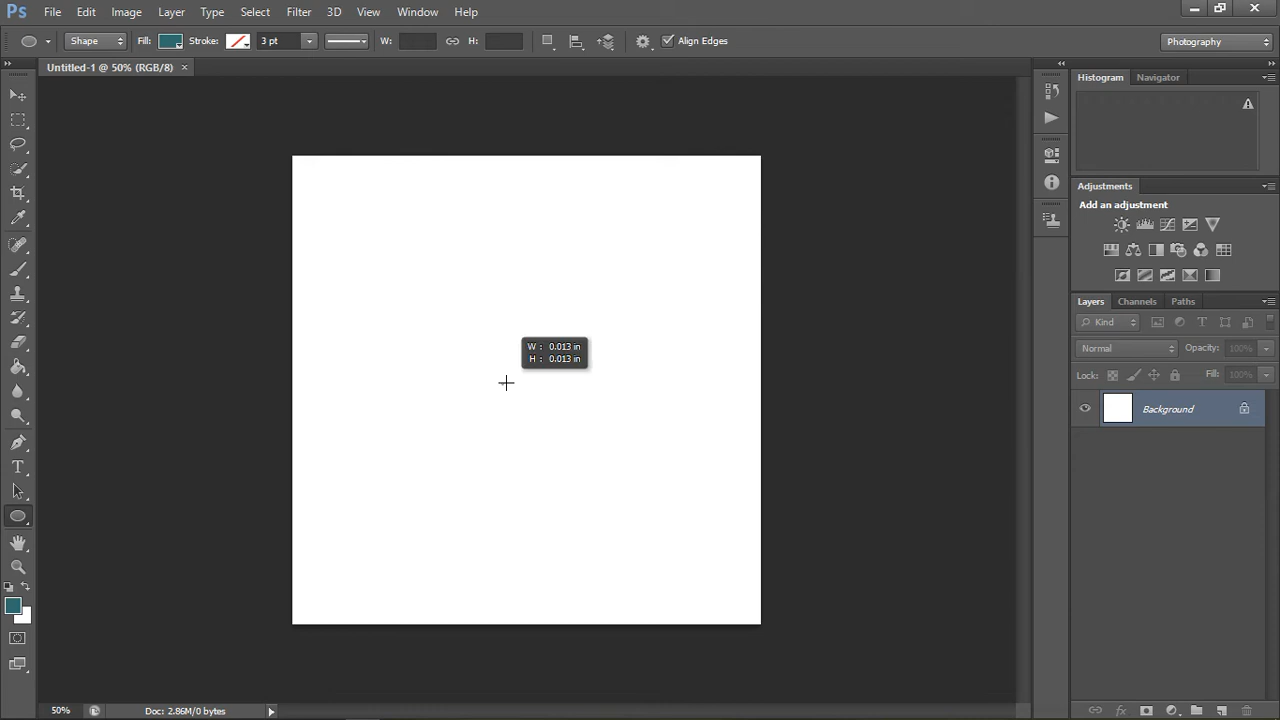 Ps File Edit Image Layer Type Select Filter 3D View Window Help
Shape Fill: Stroke: 3 pt W: H: Align Edges Photography
Untitled-1 @ 50% (RGB/8) ×
Histogram Navigator
Adjustments
Add an adjustment
Layers Channels Paths
Kind
Normal Opacity: 100%
Lock: Fill: 100%
Background
W : 0.013 in
H : 0.013 in
T
50% Doc: 2.86M/0 bytes
fx